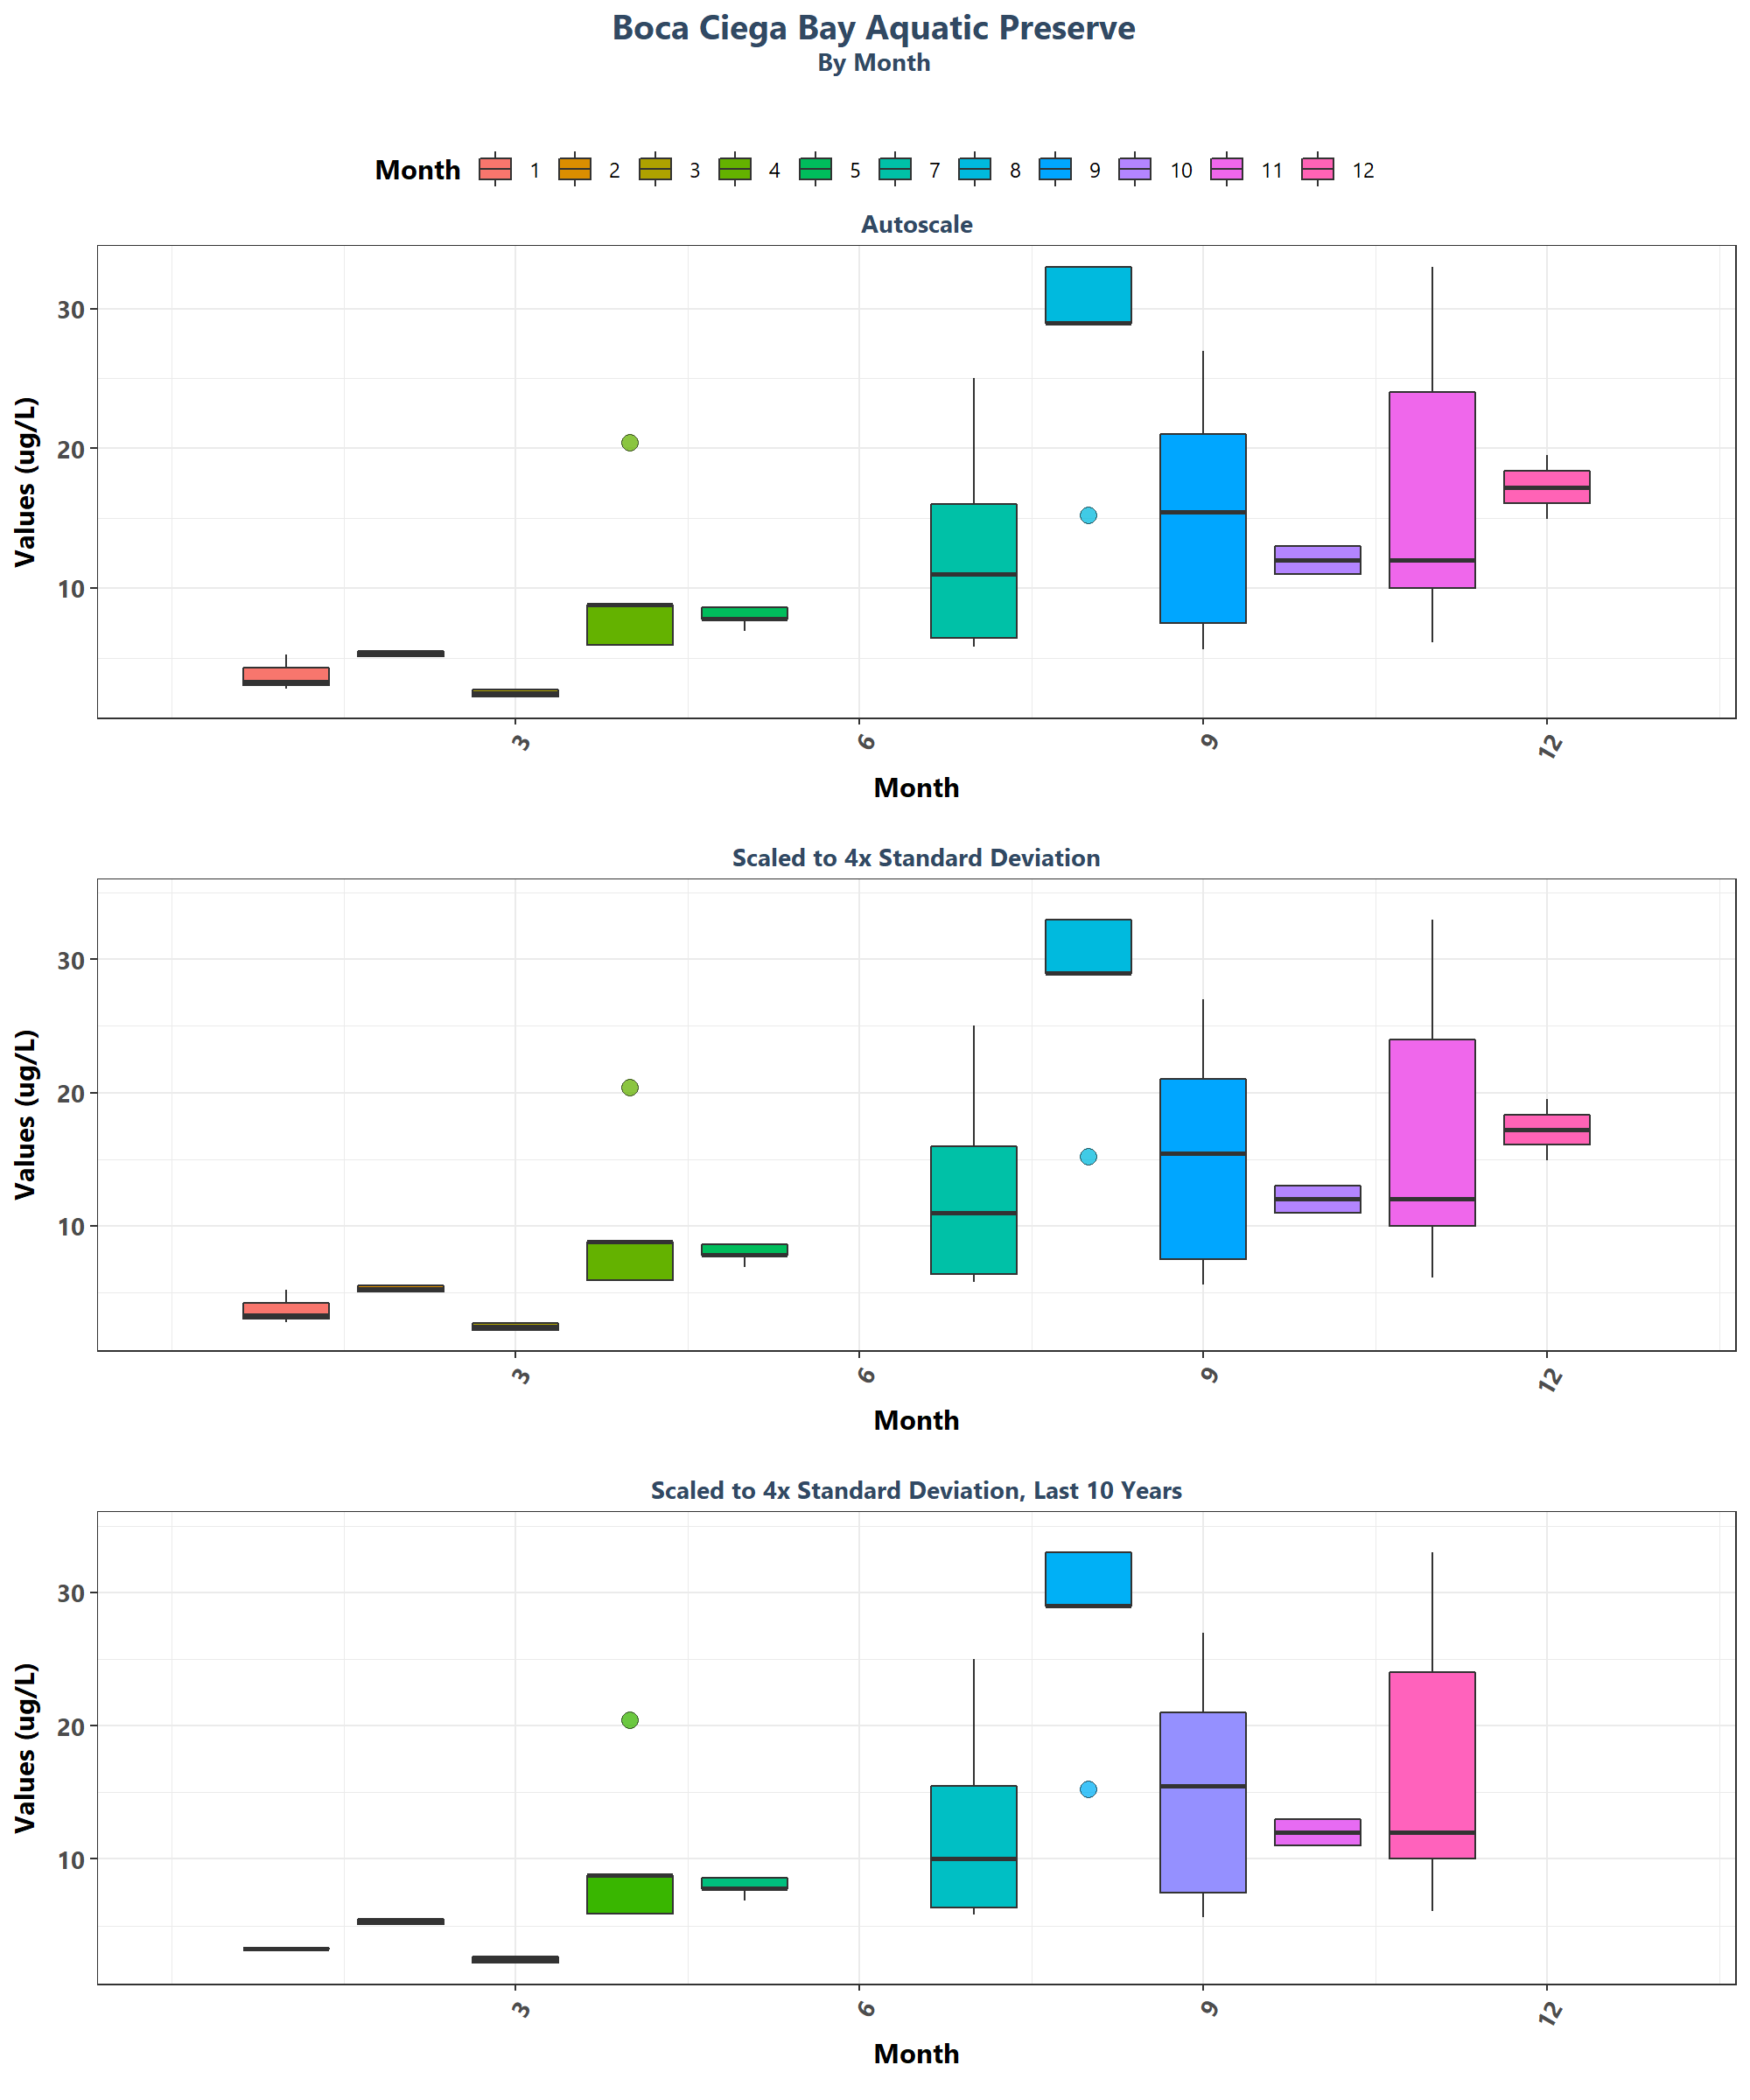 Boca Ciega Bay Aquatic Preserve
By Month
Month 1 2 3 4 5 7 8 9 10 11 12
Autoscale
Values (ug/L)
30
20
10
3 6 9 12
Month
Scaled to 4x Standard Deviation
Values (ug/L)
30
20
10
3 6 9 12
Month
Scaled to 4x Standard Deviation, Last 10 Years
Values (ug/L)
30
20
10
3 6 9 12
Month